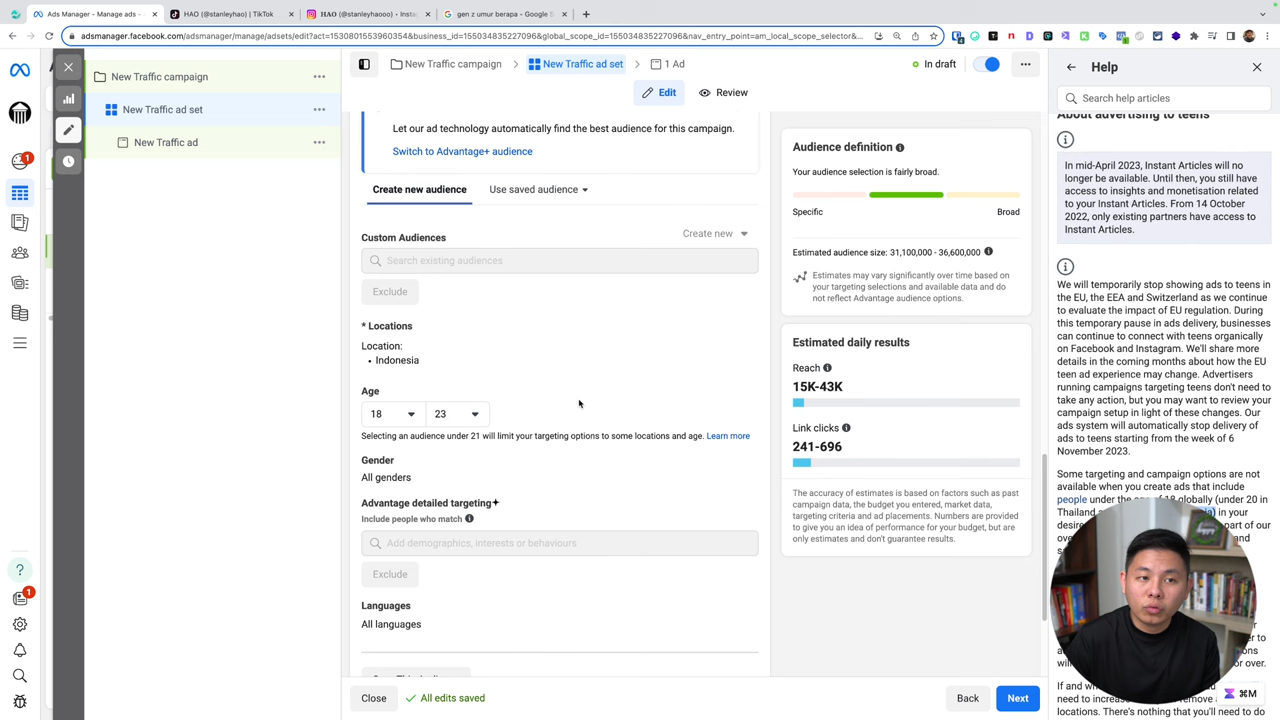 Ads Manager - Manage ads -
HAO (@stanleyhao) | TikTok
HAO (@stanleyhaooo) • Insta
gen z umur berapa - Google S
adsmanager.facebook.com/adsmanager/manage/adsets/edit?act=1530801553960354&business_id=155034835227096&global_scope_id=155034835227096&nav_entry_point=am_local_scope_selector&...
New Traffic campaign
New Traffic ad set
New Traffic ad
New Traffic campaign
New Traffic ad set
1 Ad
In draft
Edit
Review
Let our ad technology automatically find the best audience for this campaign.
Switch to Advantage+ audience
Create new audience
Use saved audience
Custom Audiences
Create new
Search existing audiences
Exclude
* Locations
Location:
• Indonesia
Age
18
23
Selecting an audience under 21 will limit your targeting options to some locations and age. Learn more
Gender
All genders
Advantage detailed targeting
Include people who match
Add demographics, interests or behaviours
Exclude
Languages
All languages
Close
All edits saved
Back
Next
Audience definition
Your audience selection is fairly broad.
Specific
Broad
Estimated audience size: 31,100,000 - 36,600,000
Estimates may vary significantly over time based on
your targeting selections and available data and do
not reflect Advantage audience options.
Estimated daily results
Reach
15K-43K
Link clicks
241-696
The accuracy of estimates is based on factors such as past
campaign data, the budget you entered, market data,
targeting criteria and ad placements. Numbers are provided
to give you an idea of performance for your budget, but are
only estimates and don't guarantee results.
Help
Search help articles
About advertising to teens
In mid-April 2023, Instant Articles will no
longer be available. Until then, you still have
access to insights and monetisation related
to your Instant Articles. From 14 October
2022, only existing partners have access to
Instant Articles.
We will temporarily stop showing ads to teens in
the EU, the EEA and Switzerland as we continue
to evaluate the impact of EU regulation. During
this temporary pause in ads delivery, businesses
can continue to connect with teens organically
on Facebook and Instagram. We'll share more
details in the coming months about how the EU
teen ad experience may change. Advertisers
running campaigns targeting teens don't need to
take any action, but you may want to review your
campaign setup in light of these changes. Our
ads system will automatically stop delivery of
ads to teens starting from the week of 6
November 2023.
Some targeting and campaign options are not
available when you create ads that include
people under the age of 18 globally (under 20 in
Thailand
in your
desire
part of our
and
or over.
If and
need to
locations. There's nothing that you'll need to do
⌘M
1
1